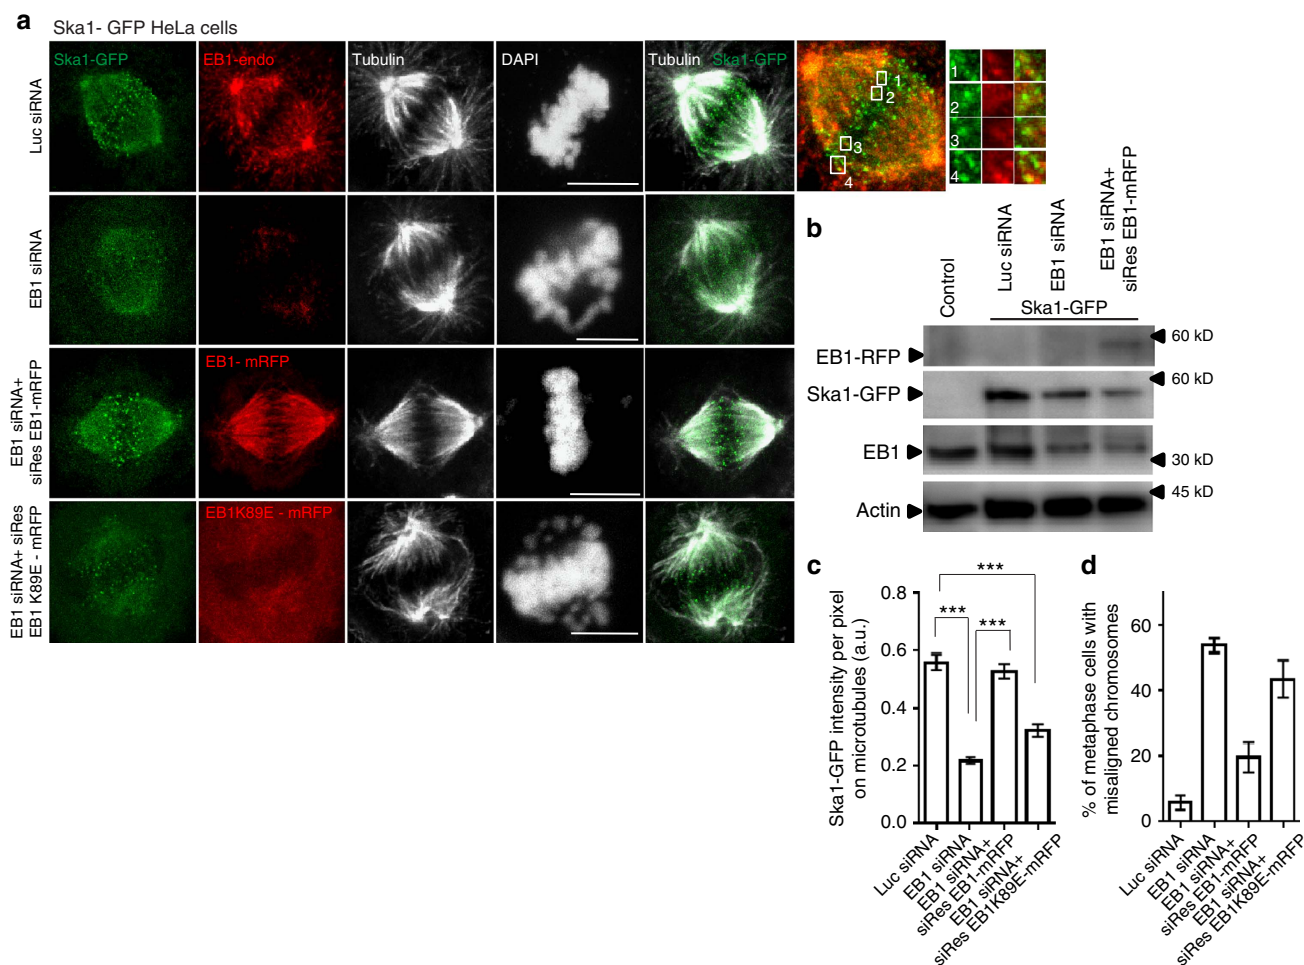 a
Ska1- GFP HeLa cells
Luc siRNA
Ska1-GFP
EB1-endo
Tubulin
DAPI
Tubulin Ska1-GFP
1
2
3
4
1
2
3
4
EB1 siRNA
EB1 siRNA+
siRes EB1-mRFP
EB1- mRFP
EB1 siRNA+ siRes
EB1 K89E - mRFP
EB1K89E - mRFP
b
Control
Luc siRNA
EB1 siRNA
EB1 siRNA+
siRes EB1-mRFP
Ska1-GFP
EB1-RFP
60 kD
Ska1-GFP
60 kD
EB1
30 kD
Actin
45 kD
c
Ska1-GFP intensity per pixel
on microtubules (a.u.)
0.8
0.6
0.4
0.2
0.0
***
***
***
Luc siRNA
EB1 siRNA
EB1 siRNA+
siRes EB1-mRFP
EB1 siRNA+
siRes EB1K89E-mRFP
d
% of metaphase cells with
misaligned chromosomes
60
40
20
0
Luc siRNA
EB1 siRNA
EB1 siRNA+
siRes EB1-mRFP
EB1 siRNA+
siRes EB1K89E-mRFP